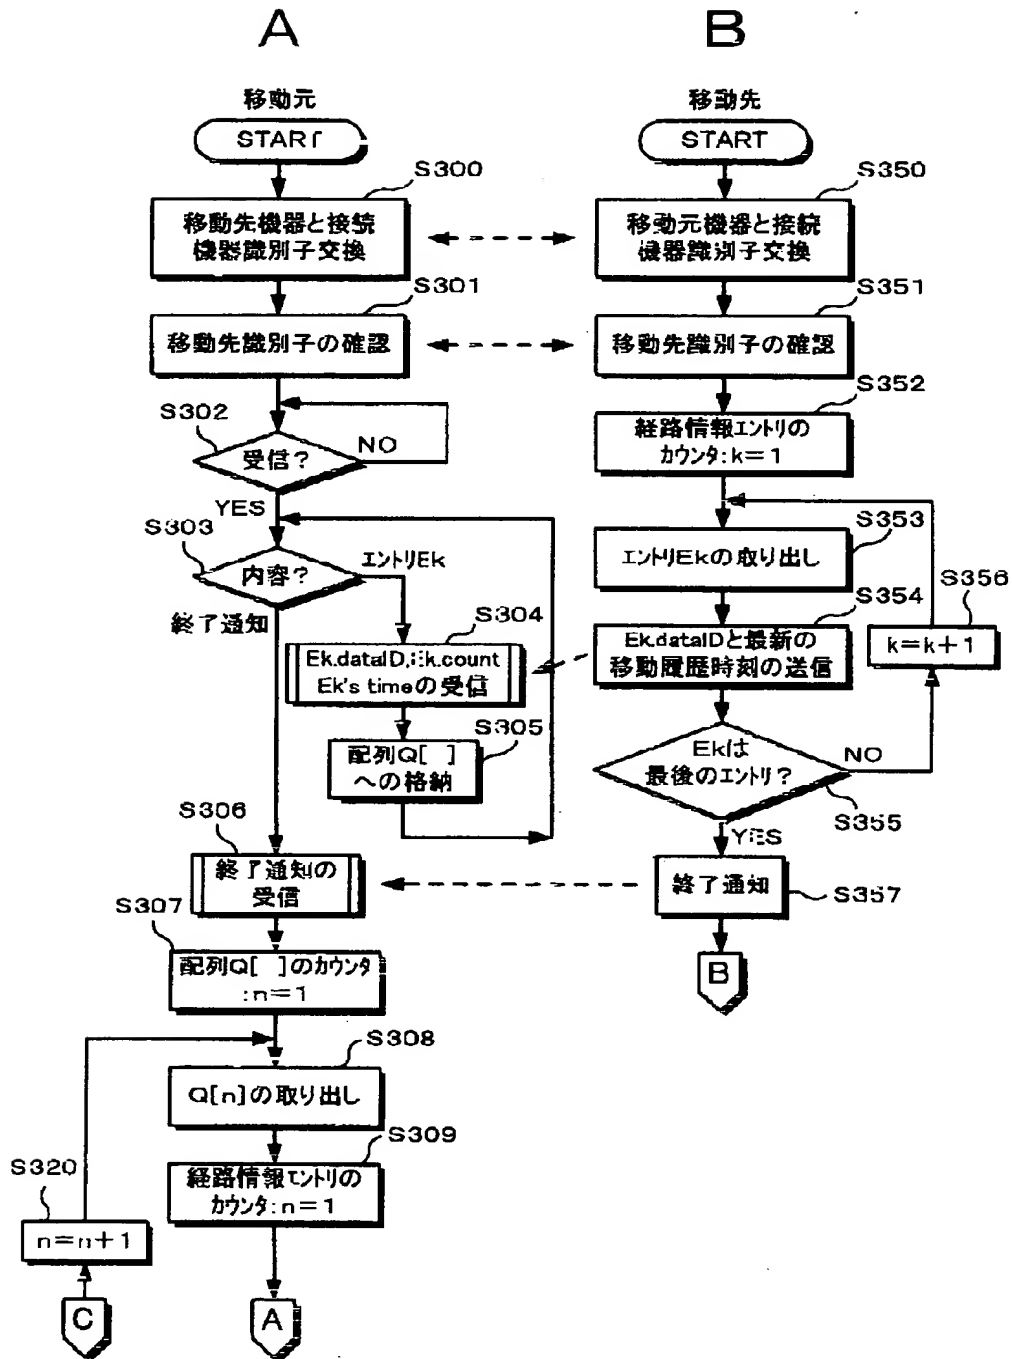 A
移動元
START
S300
移動先機器と接続
機器識別子交換
S301
移動先識別子の確認
S302
受信?
NO
YES
S303
内容?
エントリEk
終了通知
S304
Ek.dataID,Ek.count
Ek's timeの受信
S305
配列Q[ ]
への格納
S306
終了通知の
受信
S307
配列Q[ ]のカウンタ
:n=1
S308
Q[n]の取り出し
S309
経路情報エントリの
カウンタ:n=1
S320
n=n+1
C
A
B
移動先
START
S350
移動元機器と接続
機器識別子交換
S351
移動先識別子の確認
S352
経路情報エントリの
カウンタ:k=1
S353
エントリEkの取り出し
S354
Ek.dataIDと最新の
移動履歴時刻の送信
S356
k=k+1
Ekは
最後のエントリ?
NO
S355
YES
終了通知
S357
B